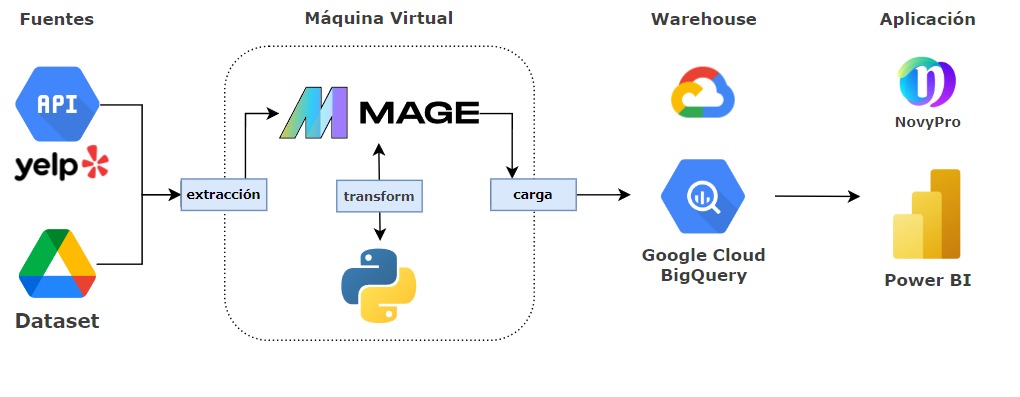 Fuentes
Máquina Virtual
Warehouse
Aplicación
API
yelp
MAGE
NovyPro
extracción
transform
carga
Google Cloud
BigQuery
Power BI
Dataset